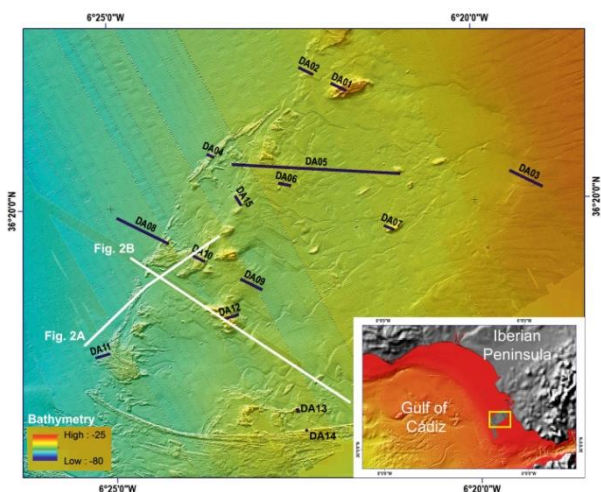 6°25'0"W
6°20'0"W
DA02
DA01
DA04
DA05
DA06
DA03
DA15
36°20'0"N
36°20'0"N
DA07
DA08
Fig. 2B
DA10
DA09
DA12
Fig. 2A
DA11
Iberian
Peninsula
Gulf of
Cádiz
DA13
DA14
Bathymetry
High : -25
Low : -80
6°25'0"W
6°20'0"W